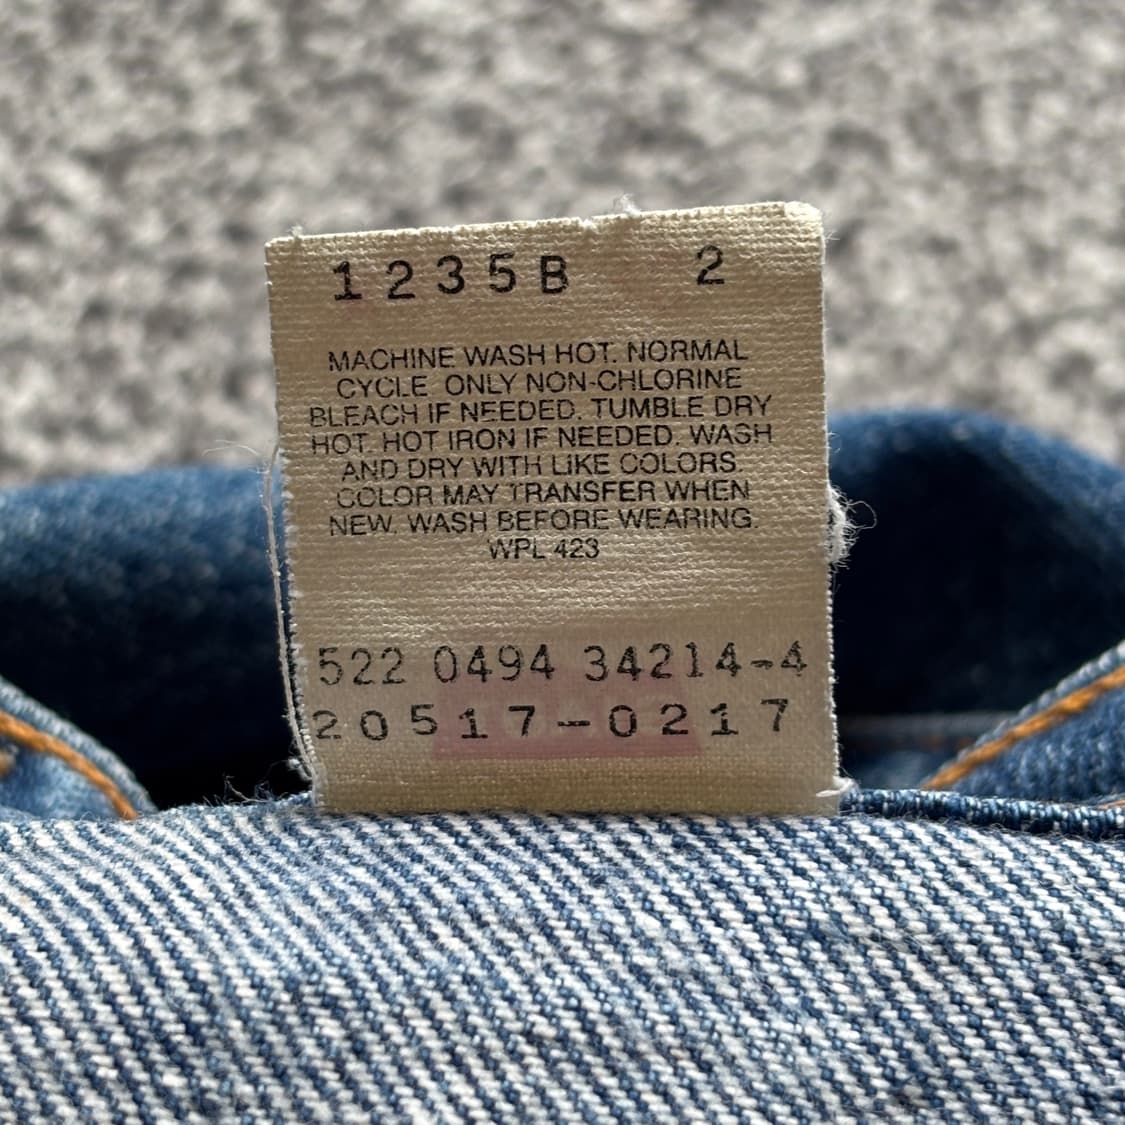 1235B 2
MACHINE WASH HOT. NORMAL
CYCLE ONLY NON-CHLORINE
BLEACH IF NEEDED. TUMBLE DRY
HOT. HOT IRON IF NEEDED. WASH
AND DRY WITH LIKE COLORS.
COLOR MAY TRANSFER WHEN
NEW. WASH BEFORE WEARING.
WPL 423
522 0494 34214-4
20517-0217